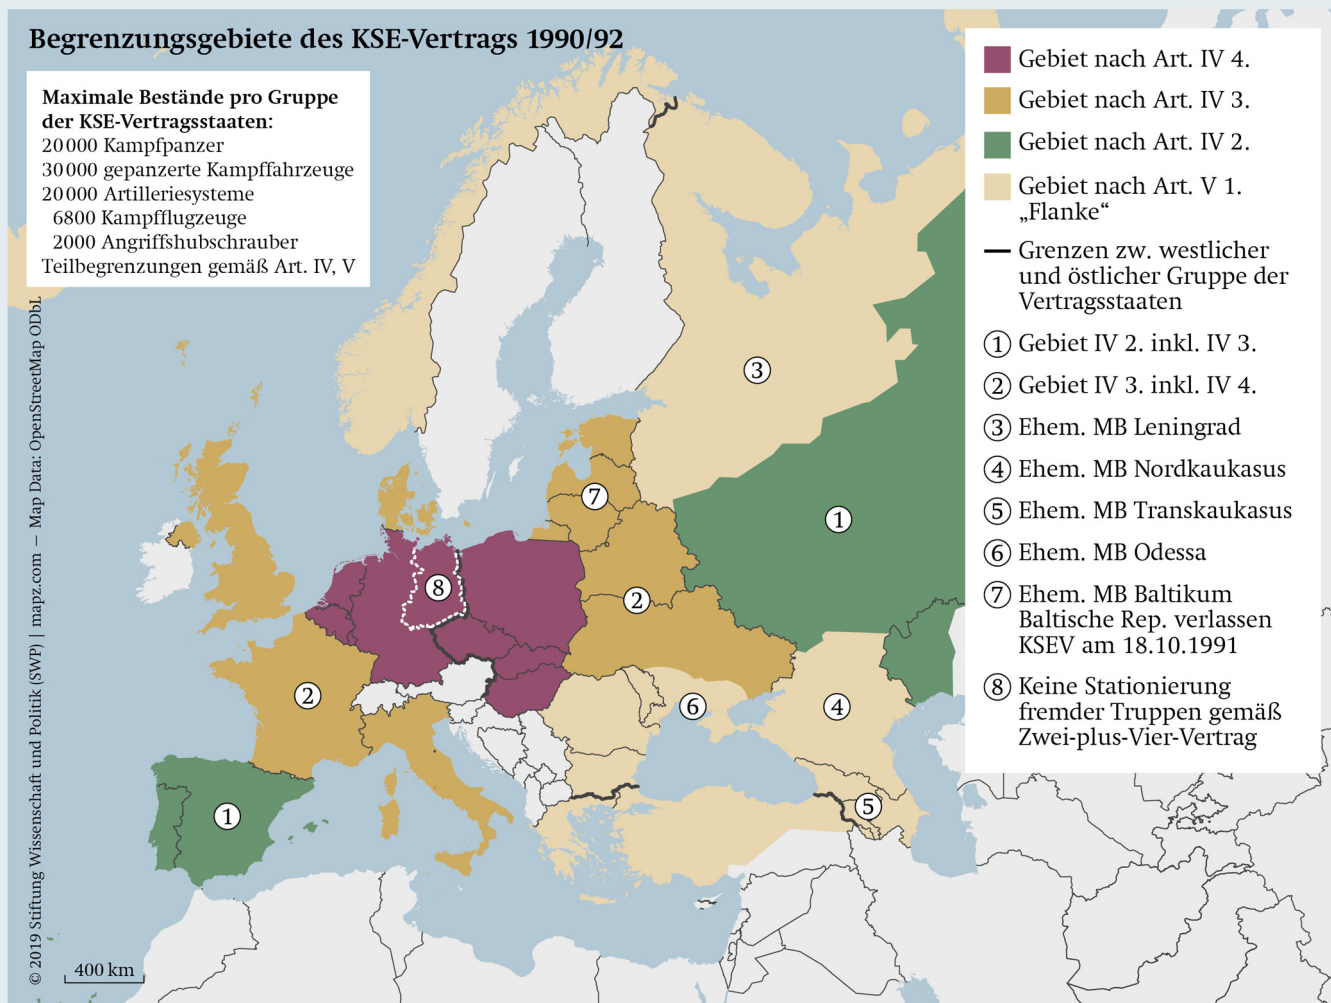 Begrenzungsgebiete des KSE-Vertrags 1990/92
Maximale Bestände pro Gruppe
der KSE-Vertragsstaaten:
20 000 Kampfpanzer
30 000 gepanzerte Kampffahrzeuge
20 000 Artilleriesysteme
6800 Kampfflugzeuge
2000 Angriffshubschrauber
Teilbegrenzungen gemäß Art. IV, V
Gebiet nach Art. IV 4.
Gebiet nach Art. IV 3.
Gebiet nach Art. IV 2.
Gebiet nach Art. V 1.
„Flanke“
Grenzen zw. westlicher
und östlicher Gruppe der
Vertragsstaaten
1 Gebiet IV 2. inkl. IV 3.
2 Gebiet IV 3. inkl. IV 4.
3 Ehem. MB Leningrad
4 Ehem. MB Nordkaukasus
5 Ehem. MB Transkaukasus
6 Ehem. MB Odessa
7 Ehem. MB Baltikum
Baltische Rep. verlassen
KSEV am 18.10.1991
8 Keine Stationierung
fremder Truppen gemäß
Zwei-plus-Vier-Vertrag
3
7
1
8
2
2
6
4
1
5
400 km
© 2019 Stiftung Wissenschaft und Politik (SWP) | mapz.com – Map Data: OpenStreetMap ODbL